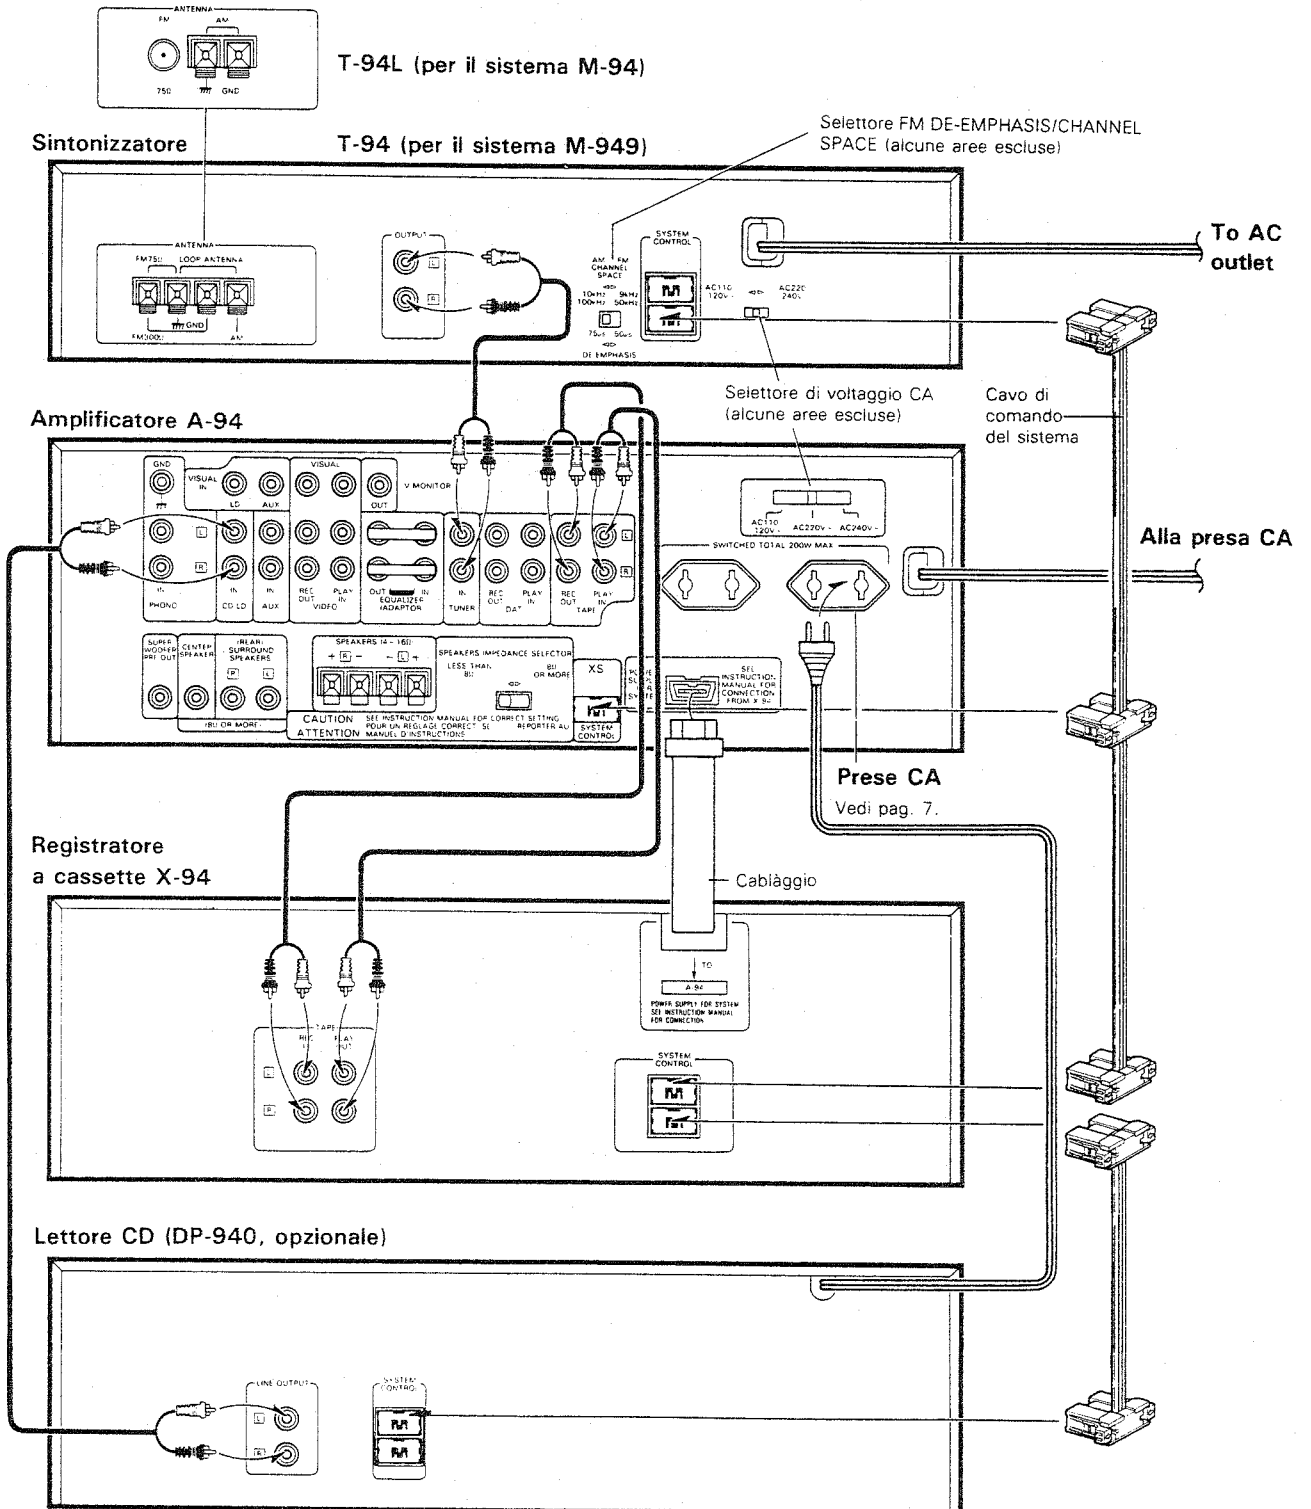 ANTENNA
FM AM
75Ω GND
T-94L (per il sistema M-94)
Sintonizzatore
T-94 (per il sistema M-949)
Selettore FM DE-EMPHASIS/CHANNEL
SPACE (alcune aree escluse)
ANTENNA
FM75Ω LOOP ANTENNA
GND
FM300Ω AM
OUTPUT
L
R
AM FM
CHANNEL
SPACE
10kHz 9kHz
100kHz 50kHz
75µs 50µs
DE EMPHASIS
SYSTEM
CONTROL
AC110
120V~
AC220
240V~
To AC
outlet
Selettore di voltaggio CA
(alcune aree escluse)
Cavo di
comando
del sistema
Amplificatore A-94
GND
VISUAL
IN
LD AUX
VISUAL
OUT
V MONITOR
L
R
L
R
IN
PHONO
IN
CD LD
IN
AUX
REC
OUT
PLAY
IN
VIDEO
OUT IN
EQUALIZER
/ADAPTOR
IN
TUNER
REC
OUT
PLAY
IN
DAT
REC
OUT
PLAY
IN
TAPE
AC110
120V~
AC220V~ AC240V~
SWITCHED TOTAL 200W MAX
Alla presa CA
SUPER
WOOFER
PRE OUT
CENTER
SPEAKER
(REAR)
SURROUND
SPEAKERS
R L
(8Ω OR MORE)
SPEAKERS (4~16Ω)
+ R - - L +
SPEAKERS IMPEDANCE SELECTOR
LESS THAN
8Ω
8Ω
OR MORE
CAUTION SEE INSTRUCTION MANUAL FOR CORRECT SETTING
ATTENTION POUR UN REGLAGE CORRECT SE REPORTER AU
MANUEL D'INSTRUCTIONS
XS
SYSTEM
CONTROL
SEE
INSTRUCTION
MANUAL FOR
CONNECTION
FROM X-94
Prese CA
Vedi pag. 7.
Registratore
a cassette X-94
Cablàggio
TO
A-94
POWER SUPPLY FOR SYSTEM
SEE INSTRUCTION MANUAL
FOR CONNECTION
TAPE
REC
IN
PLAY
OUT
L
R
SYSTEM
CONTROL
Lettore CD (DP-940, opzionale)
LINE OUTPUT
L
R
SYSTEM
CONTROL